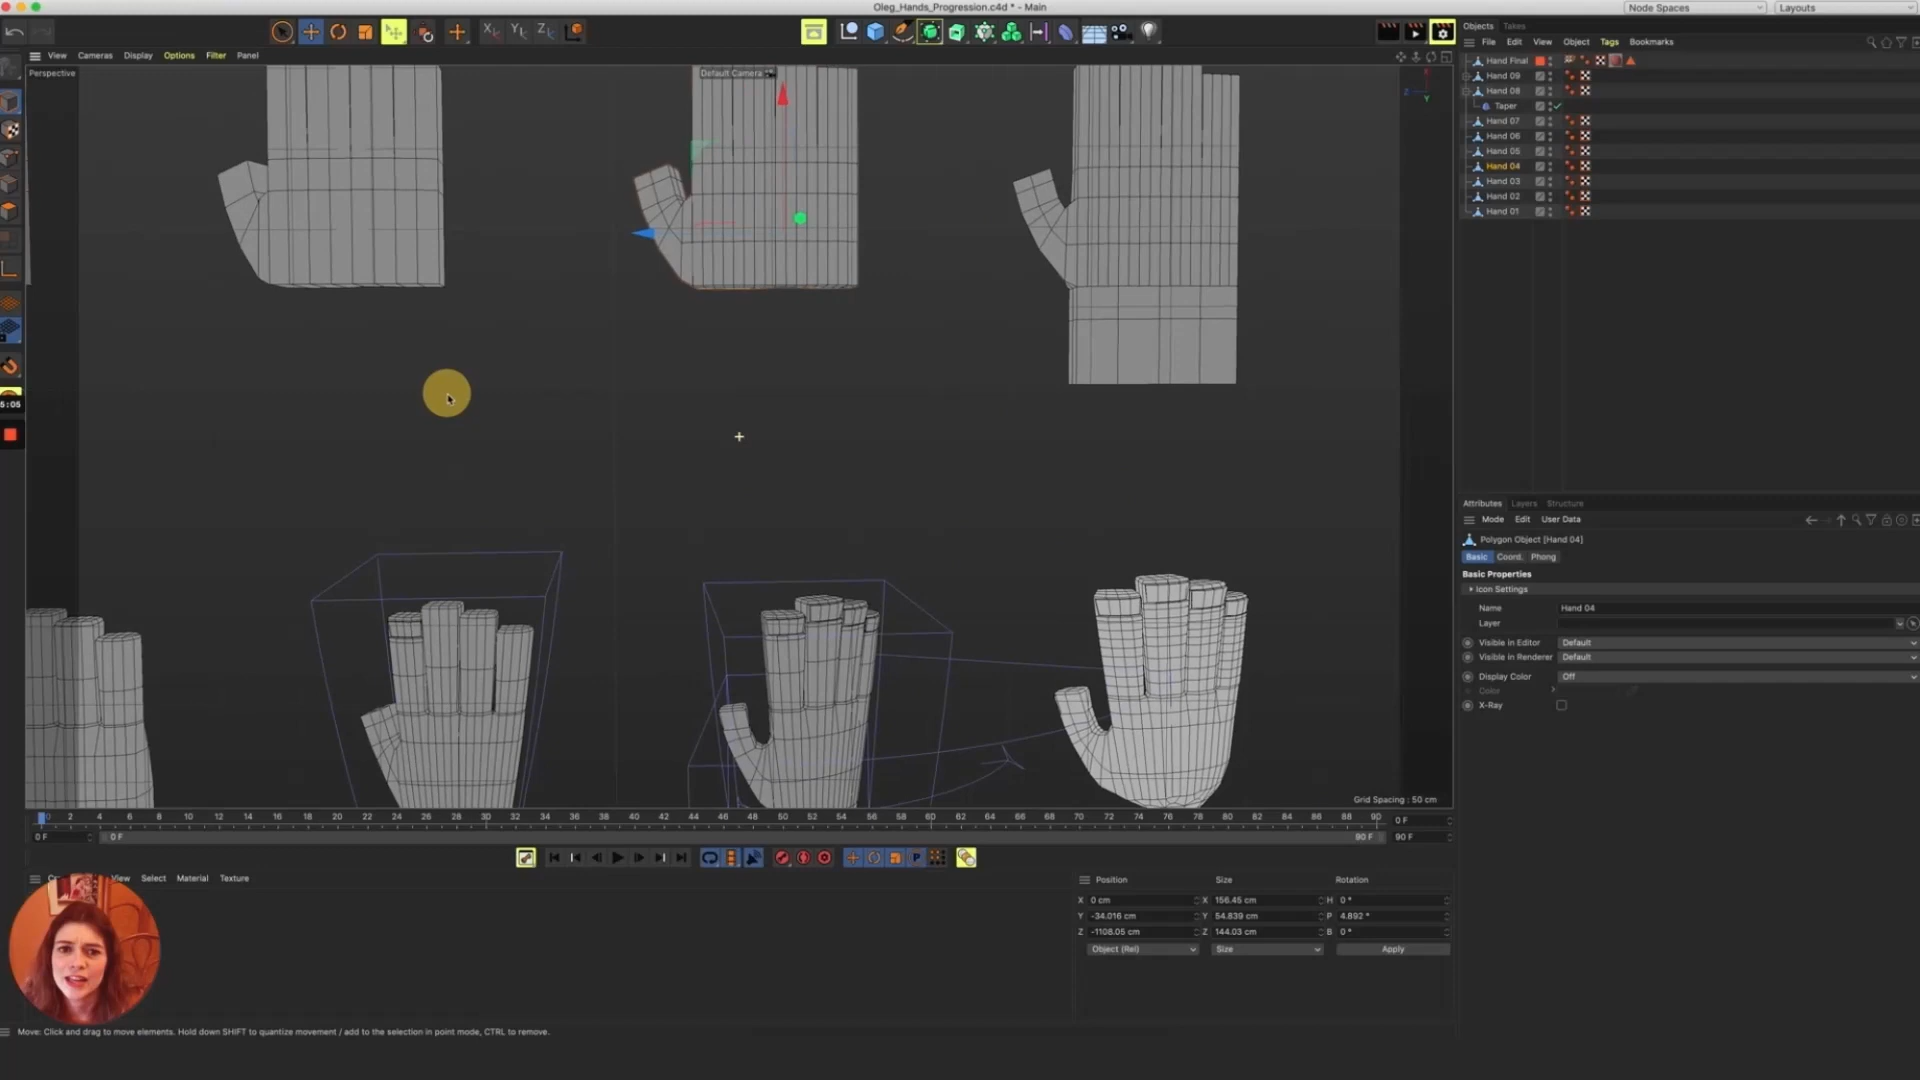 Oleg_Hands_Progression.c4d * - Main
Node Spaces
Layouts
View Cameras Display Options Filter Panel
Perspective
Default Camera
Z
Y
Objects Takes
File Edit View Object Tags Bookmarks
Hand Final
Hand 09
Hand 08
Taper
Hand 07
Hand 06
Hand 05
Hand 04
Hand 03
Hand 02
Hand 01
5:05
Attributes Layers Structure
Mode Edit User Data
Polygon Object [Hand 04]
Basic Coord. Phong
Basic Properties
Icon Settings
Name Hand 04
Layer
Visible in Editor Default
Visible in Renderer Default
Display Color Off
Color
X-Ray
Grid Spacing : 50 cm
0 2 4 6 8 10 12 14 16 18 20 22 24 26 28 30 32 34 36 38 40 42 44 46 48 50 52 54 56 58 60 62 64 66 68 70 72 74 76 78 80 82 84 86 88 90
0 F
0 F 0 F 90 F 90 F
View Select Material Texture
Position Size Rotation
X 0 cm X 156.45 cm H 0 °
Y -34.016 cm Y 54.839 cm P 4.892 °
Z -1108.05 cm Z 144.03 cm B 0 °
Object (Rel) Size Apply
Move: Click and drag to move elements. Hold down SHIFT to quantize movement / add to the selection in point mode, CTRL to remove.